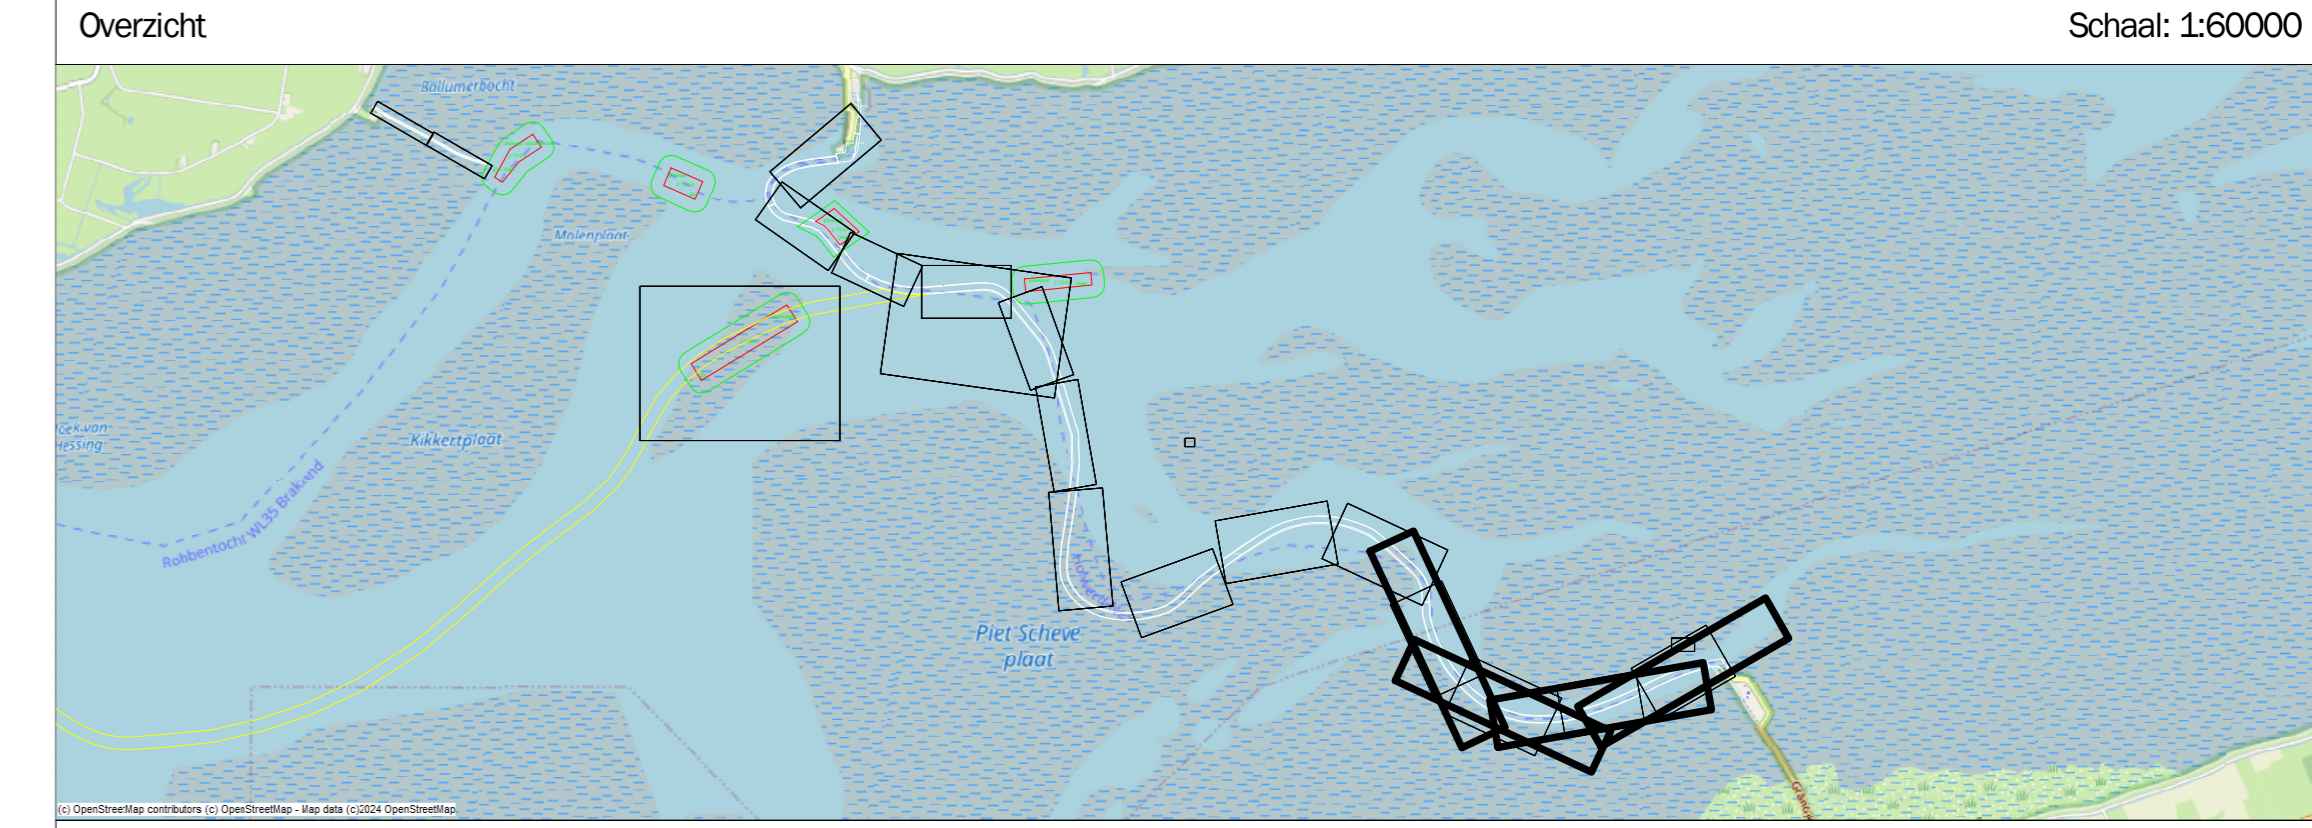 Overzicht
Schaal: 1:60000
Ballumerbocht
Molenplaat
Kikkertplaat
Robbentocht WL35 Brakzand
Piet Scheve
plaat
(c) OpenStreetMap contributors (c) OpenStreetMap - Map data (c)2024 OpenStreetMap